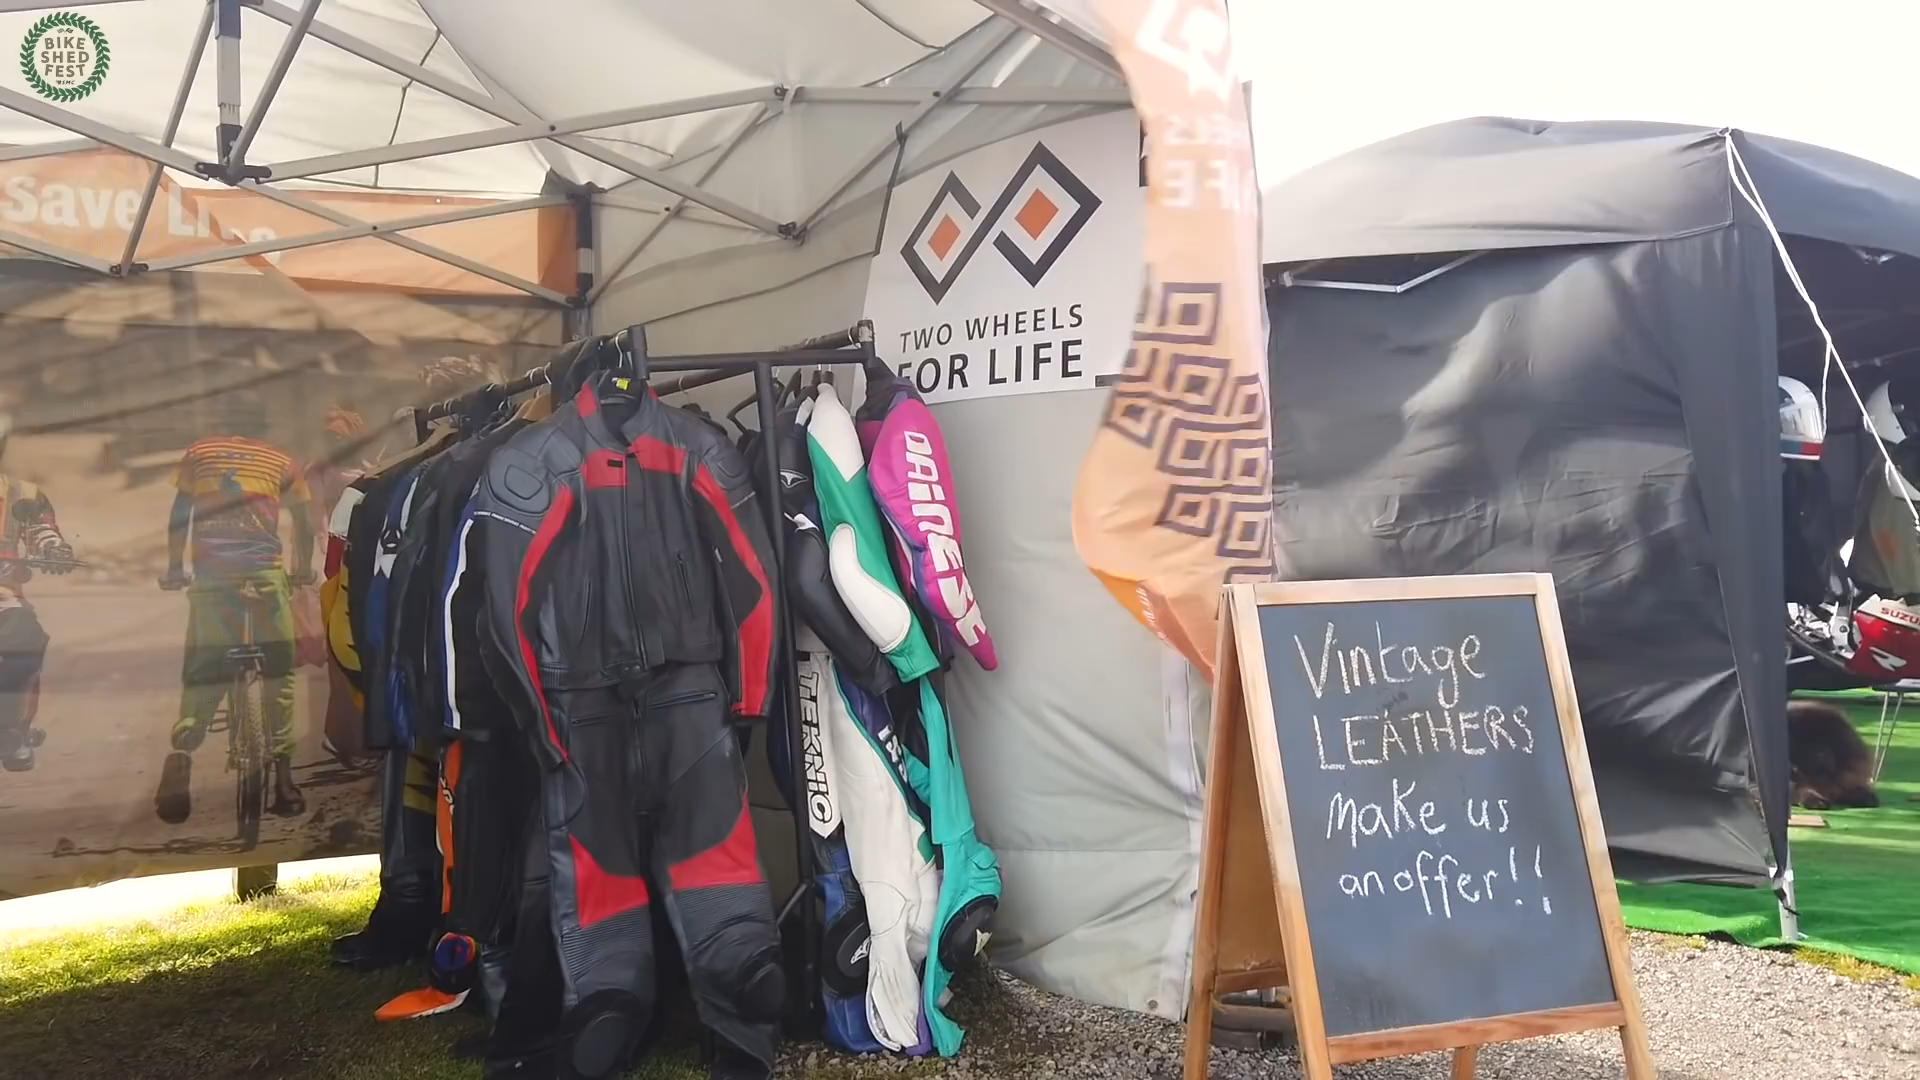 BIKE
SHED
FEST
Save
TWO WHEELS
FOR LIFE
DAINESE
TEKNIC
SUZU
Vintage
LEATHERS
Make us
an offer!!